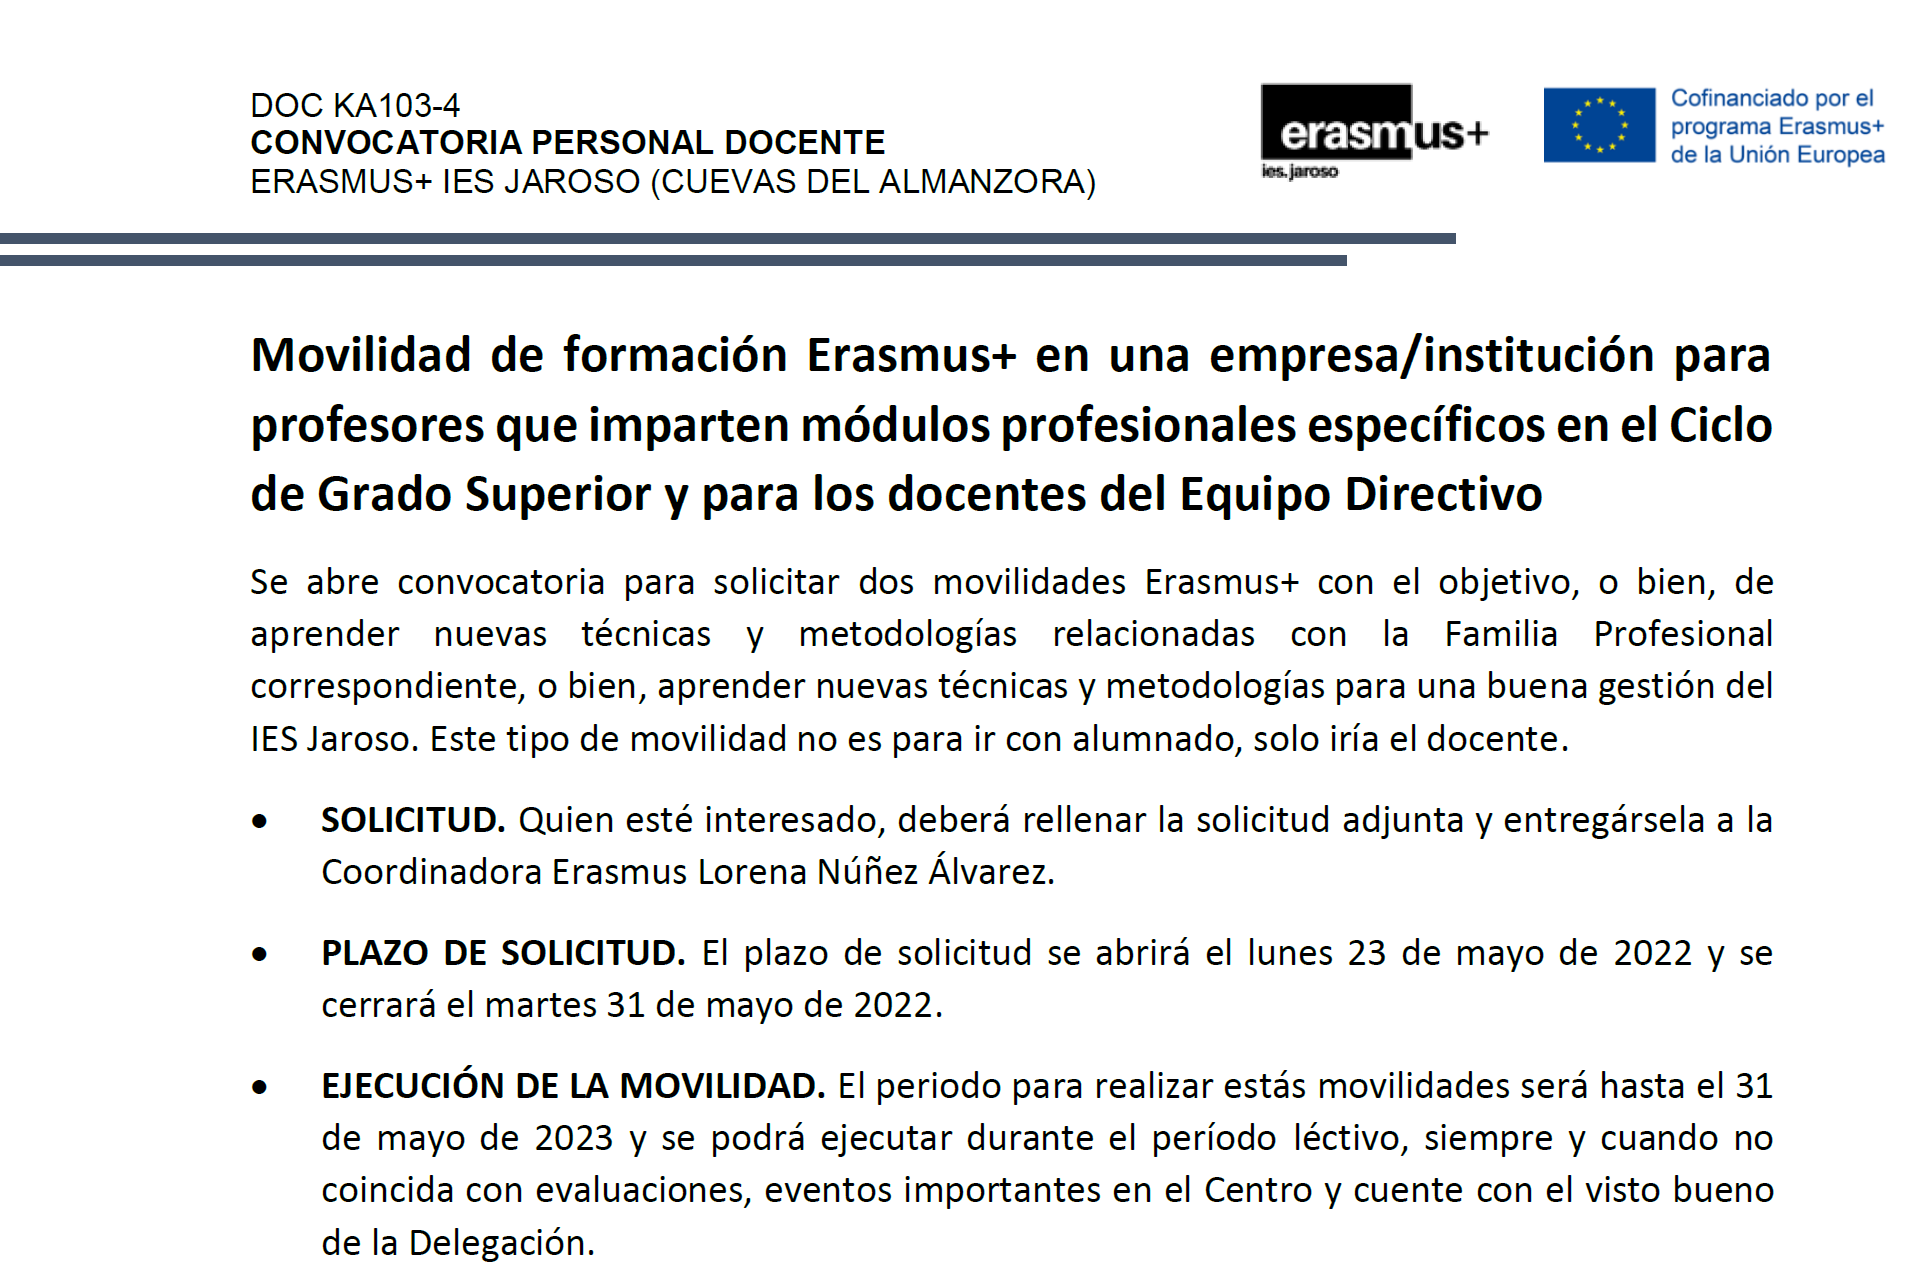 DOC KA103-4
CONVOCATORIA PERSONAL DOCENTE
ERASMUS+ IES JAROSO (CUEVAS DEL ALMANZORA)
erasmus+
ies.jaroso
Cofinanciado por el
programa Erasmus+
de la Unión Europea
Movilidad de formación Erasmus+ en una empresa/institución para
profesores que imparten módulos profesionales específicos en el Ciclo
de Grado Superior y para los docentes del Equipo Directivo
Se abre convocatoria para solicitar dos movilidades Erasmus+ con el objetivo, o bien, de
aprender nuevas técnicas y metodologías relacionadas con la Familia Profesional
correspondiente, o bien, aprender nuevas técnicas y metodologías para una buena gestión del
IES Jaroso. Este tipo de movilidad no es para ir con alumnado, solo iría el docente.
• SOLICITUD. Quien esté interesado, deberá rellenar la solicitud adjunta y entregársela a la
Coordinadora Erasmus Lorena Núñez Álvarez.
• PLAZO DE SOLICITUD. El plazo de solicitud se abrirá el lunes 23 de mayo de 2022 y se
cerrará el martes 31 de mayo de 2022.
• EJECUCIÓN DE LA MOVILIDAD. El periodo para realizar estás movilidades será hasta el 31
de mayo de 2023 y se podrá ejecutar durante el período léctivo, siempre y cuando no
coincida con evaluaciones, eventos importantes en el Centro y cuente con el visto bueno
de la Delegación.